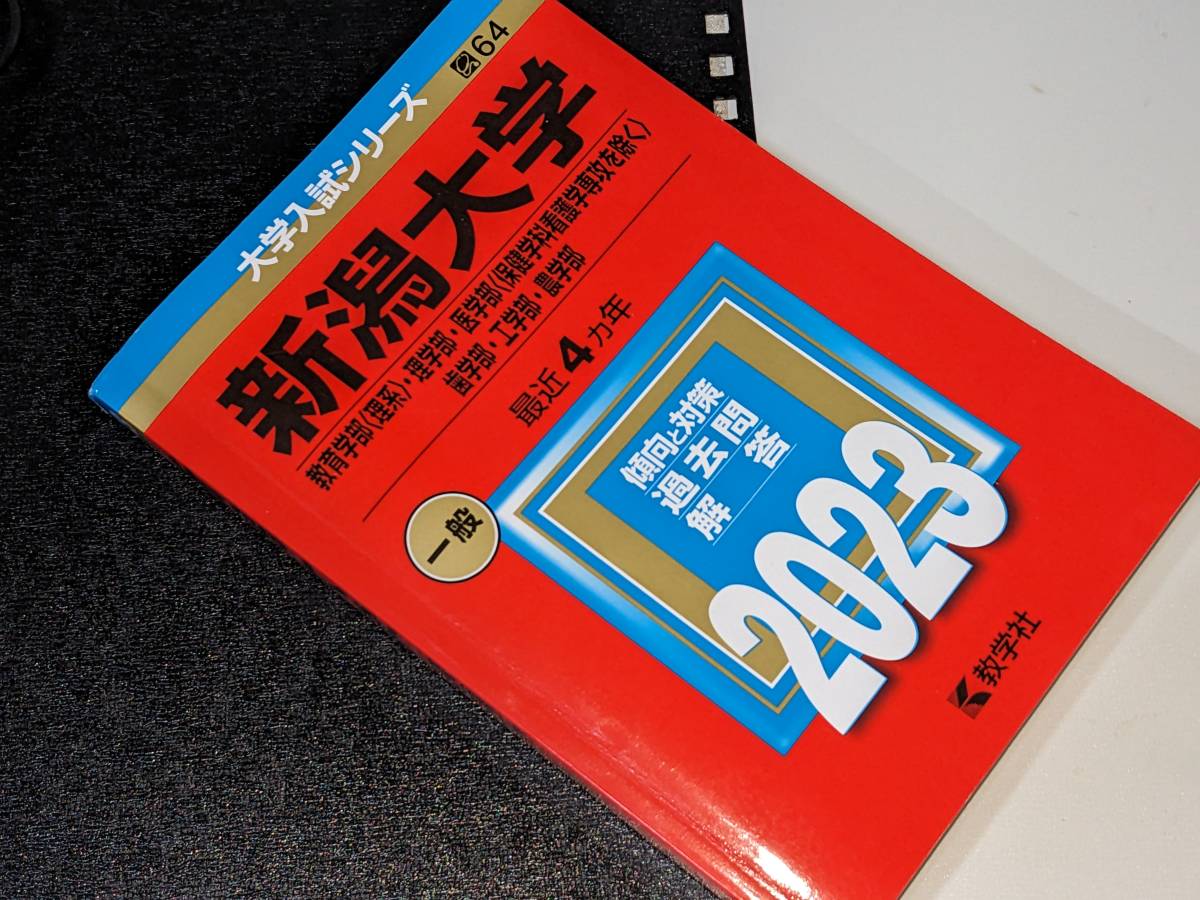 大学入試シリーズ
64
新潟大学
教育学部〈理系〉・理学部・医学部〈保健学科看護学専攻を除く〉
歯学部・工学部・農学部
最近4カ年
一般
傾向と対策
過去問
解答
2023
教学社